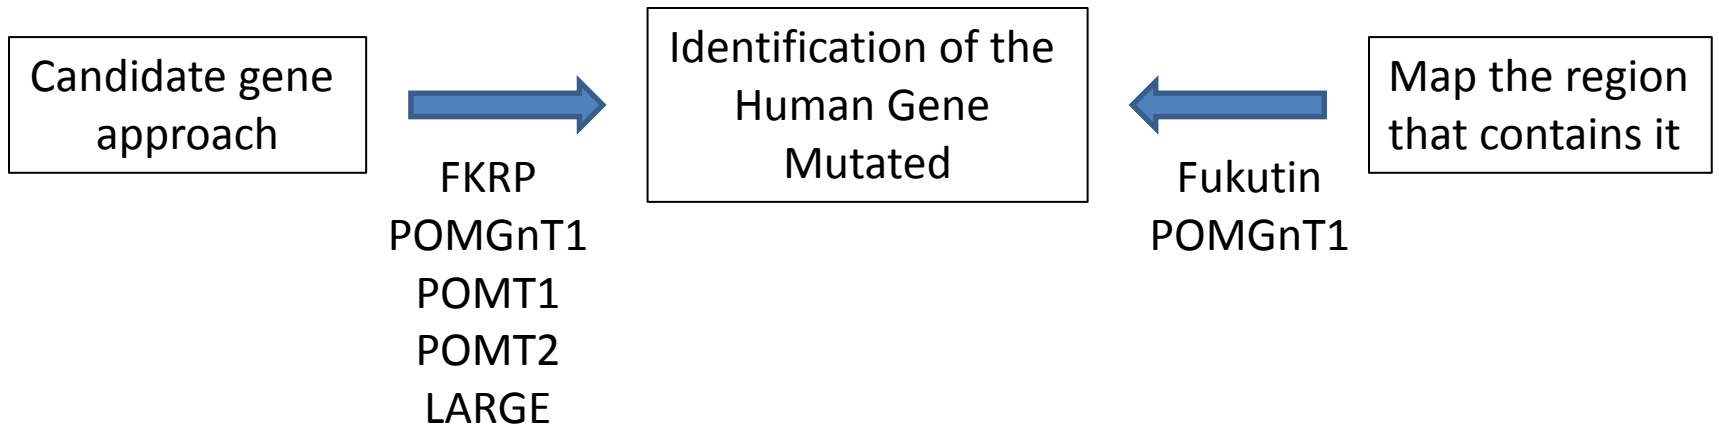 Candidate gene
approach
FKRP
POMGnT1
POMT1
POMT2
LARGE
Identification of the
Human Gene
Mutated
Fukutin
POMGnT1
Map the region
that contains it